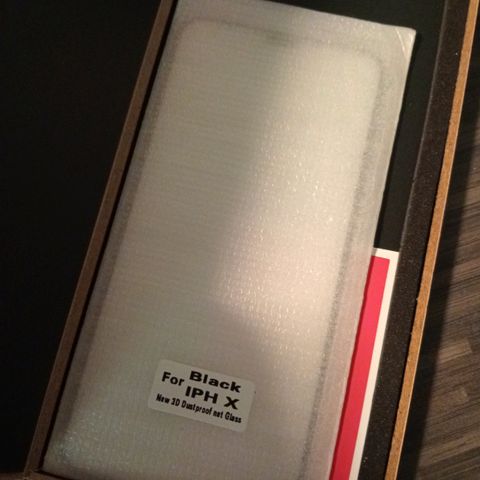 Black
For IPH X
New 3D Dustproof net Glass